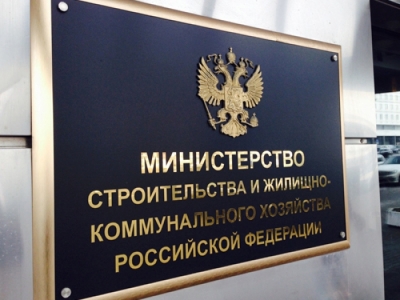 МИНИСТЕРСТВО
СТРОИТЕЛЬСТВА И ЖИЛИЩНО-
КОММУНАЛЬНОГО ХОЗЯЙСТВА
РОССИЙСКОЙ ФЕДЕРАЦИИ